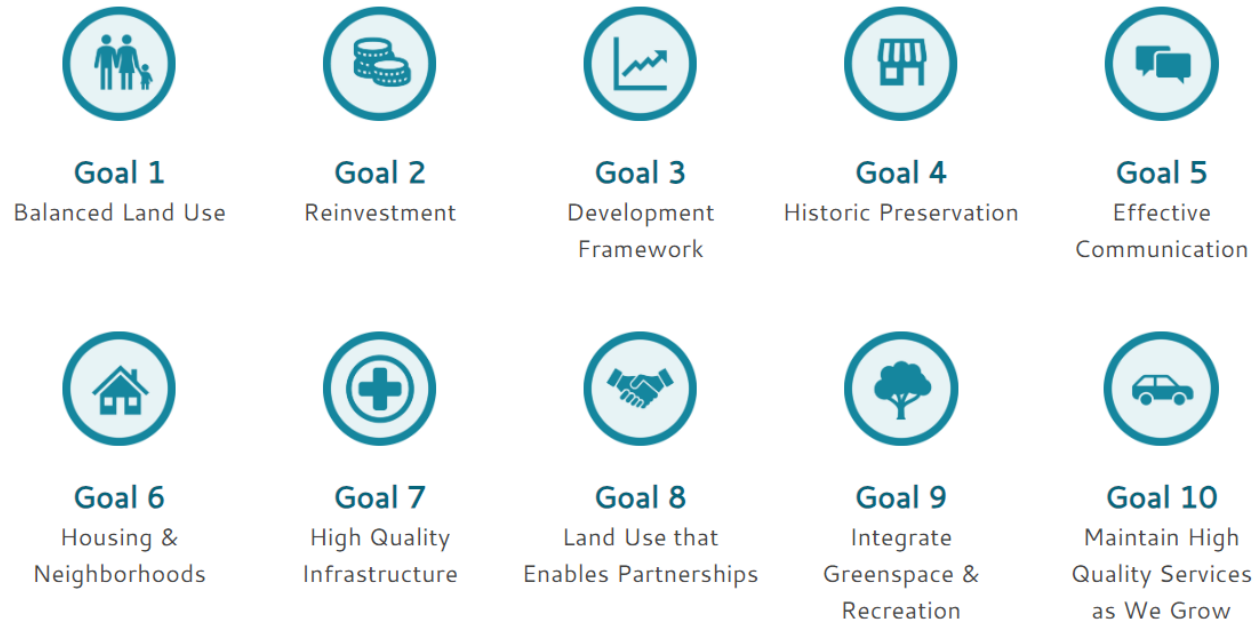 Goal 1
Balanced Land Use
Goal 2
Reinvestment
Goal 3
Development
Framework
Goal 4
Historic Preservation
Goal 5
Effective
Communication
Goal 6
Housing &
Neighborhoods
Goal 7
High Quality
Infrastructure
Goal 8
Land Use that
Enables Partnerships
Goal 9
Integrate
Greenspace &
Recreation
Goal 10
Maintain High
Quality Services
as We Grow